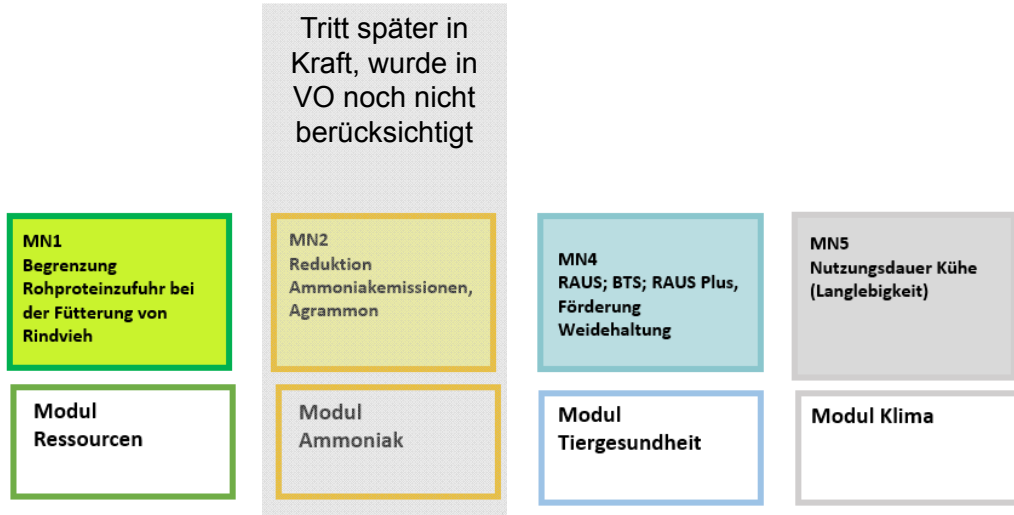 Tritt später in
Kraft, wurde in
VO noch nicht
berücksichtigt
MN1
Begrenzung
Rohproteinzufuhr bei
der Fütterung von
Rindvieh
MN2
Reduktion
Ammoniakemissionen,
Agrammon
MN4
RAUS; BTS; RAUS Plus,
Förderung
Weidehaltung
MN5
Nutzungsdauer Kühe
(Langlebigkeit)
Modul
Ressourcen
Modul
Ammoniak
Modul
Tiergesundheit
Modul Klima